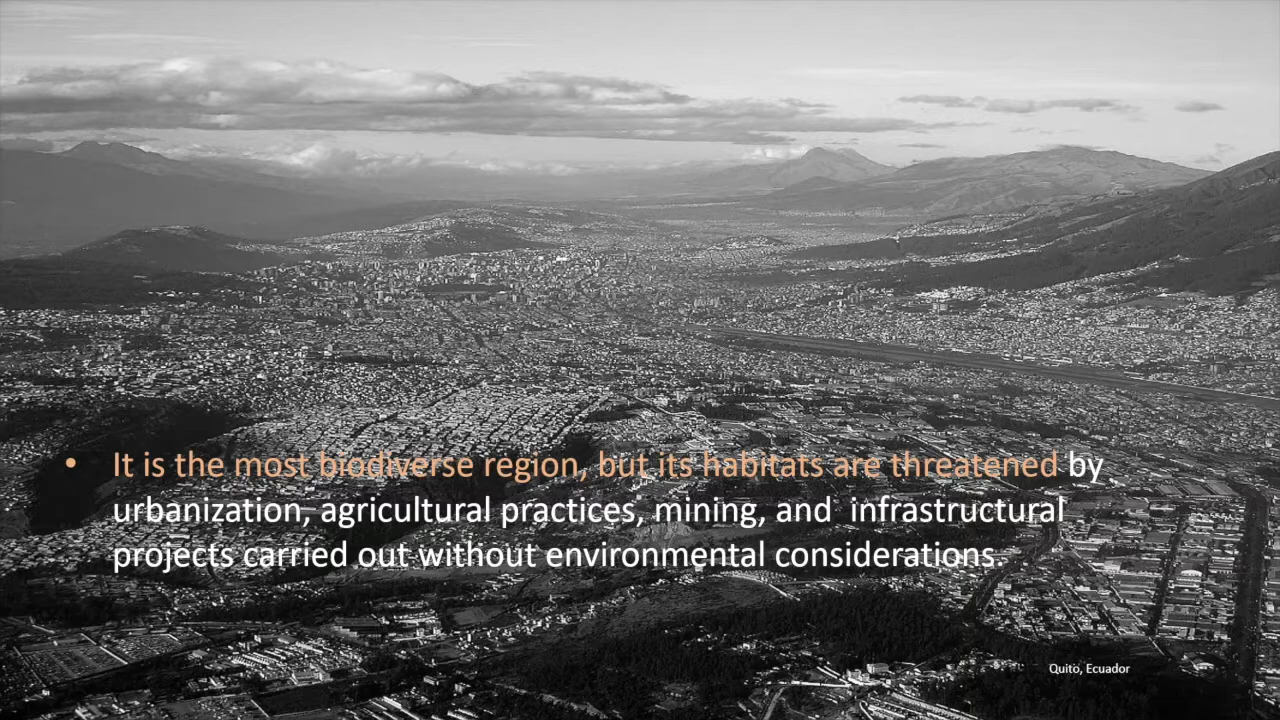 • It is the most biodiverse region, but its habitats are threatened by
urbanization, agricultural practices, mining, and infrastructural
projects carried out without environmental considerations.
Quito, Ecuador